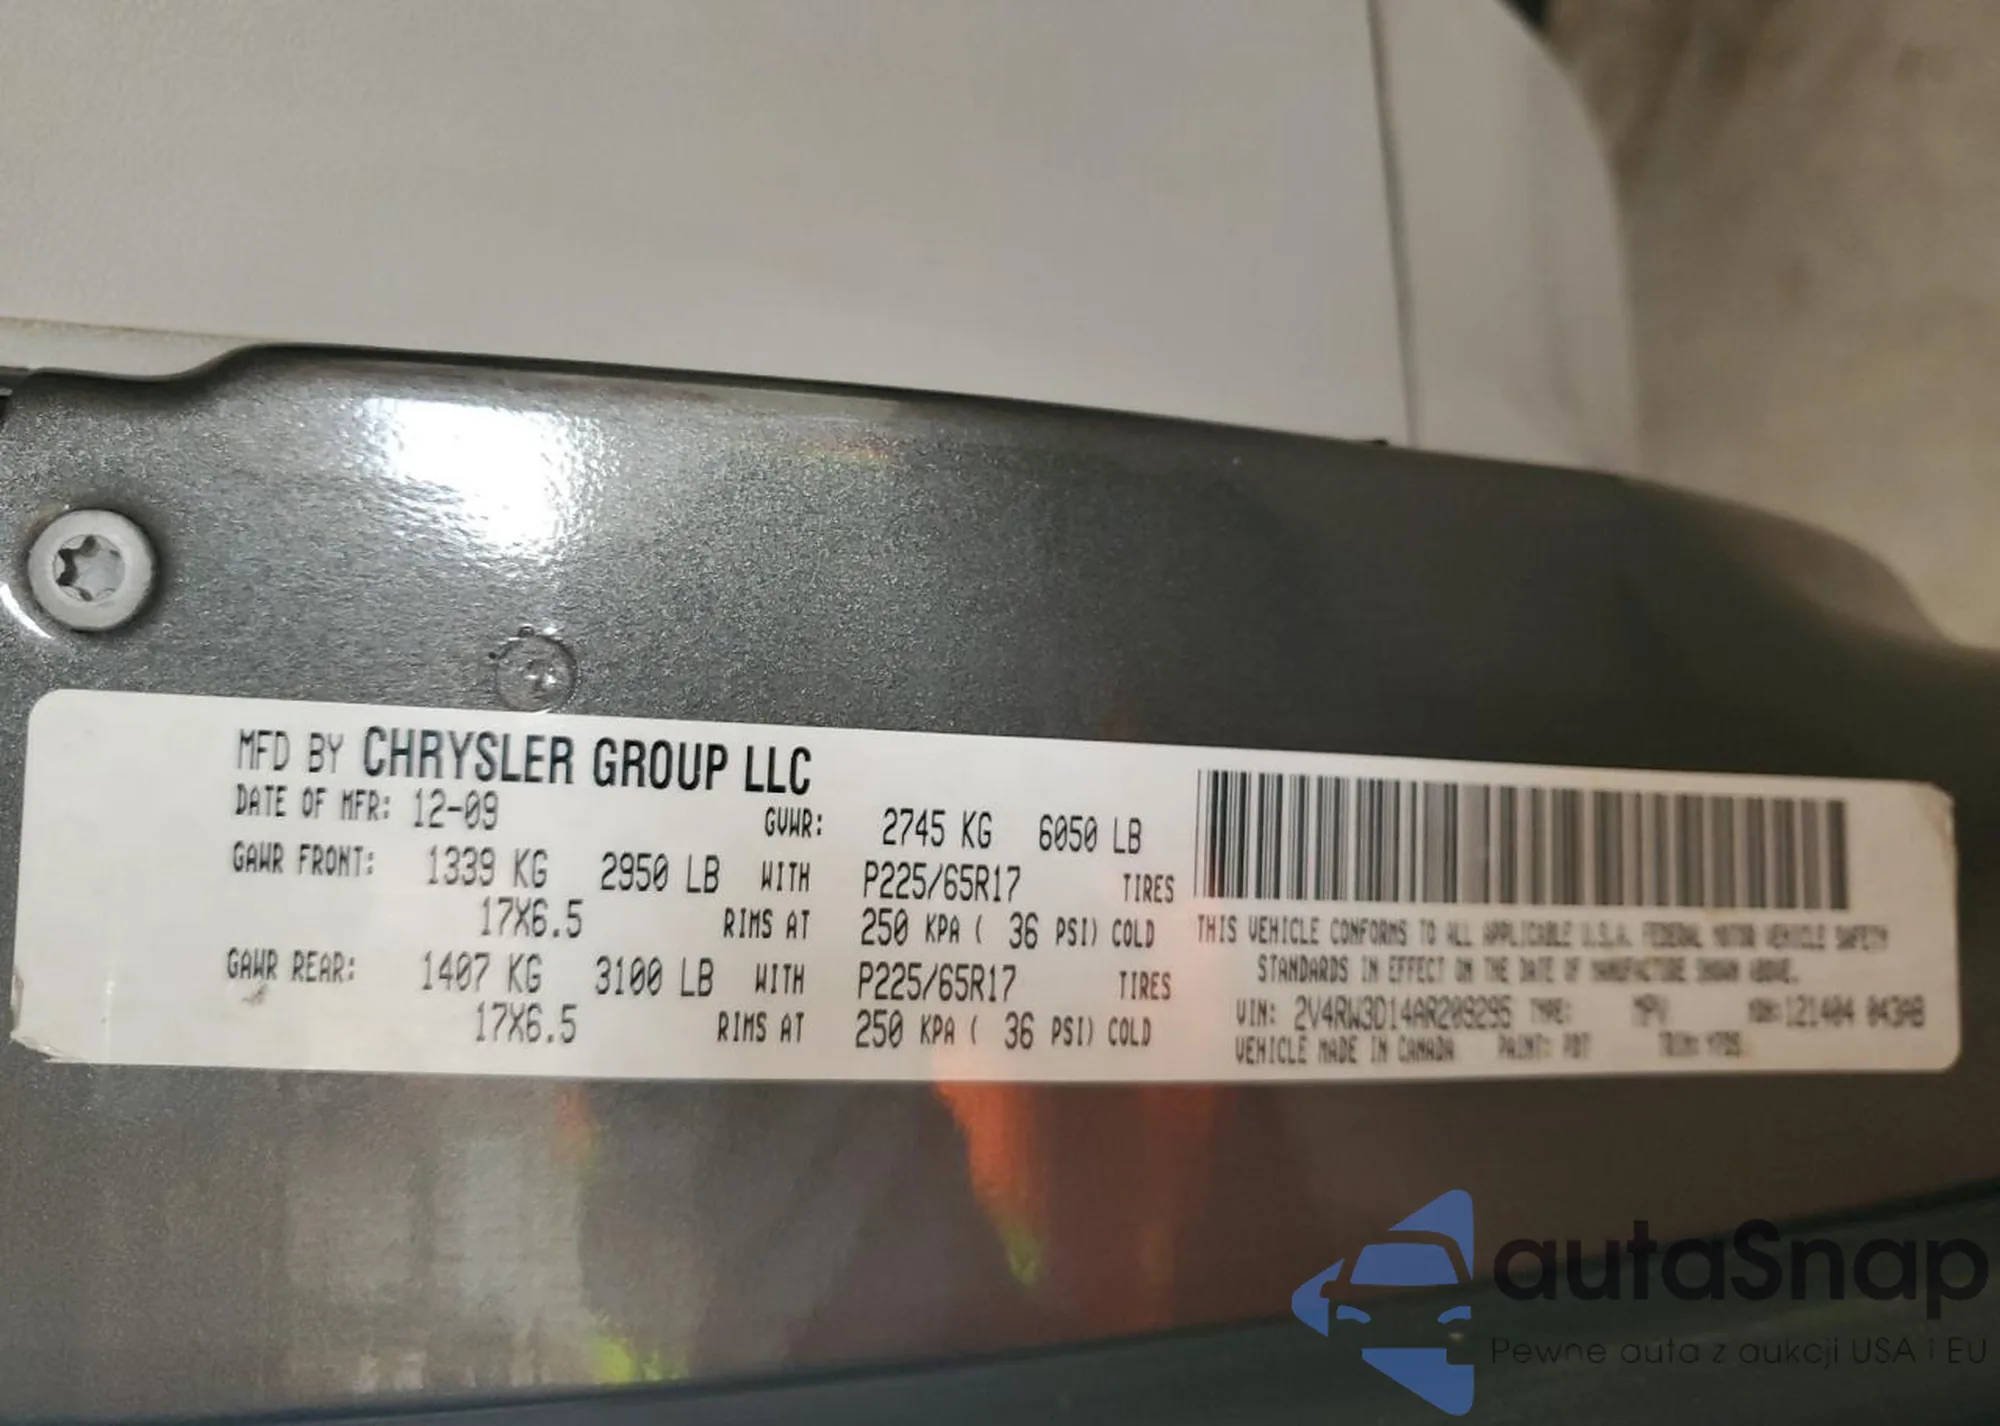 MFD BY CHRYSLER GROUP LLC
DATE OF MFR: 12-09 GVWR: 2745 KG 6050 LB
GAWR FRONT: 1339 KG 2950 LB WITH P225/65R17 TIRES
17X6.5 RIMS AT 250 KPA ( 36 PSI) COLD
GAWR REAR: 1407 KG 3100 LB WITH P225/65R17 TIRES
17X6.5 RIMS AT 250 KPA ( 36 PSI) COLD
THIS VEHICLE CONFORMS TO ALL APPLICABLE U.S.A. FEDERAL MOTOR VEHICLE SAFETY
STANDARDS IN EFFECT ON THE DATE OF MANUFACTURE SHOWN ABOVE.
VIN: 2V4RW3D14AR209295 TYPE: MPV MDH: 121404 043AB
VEHICLE MADE IN CANADA PAINT: TRIM:
autaSnap
Pewne auta z aukcji USA i EU